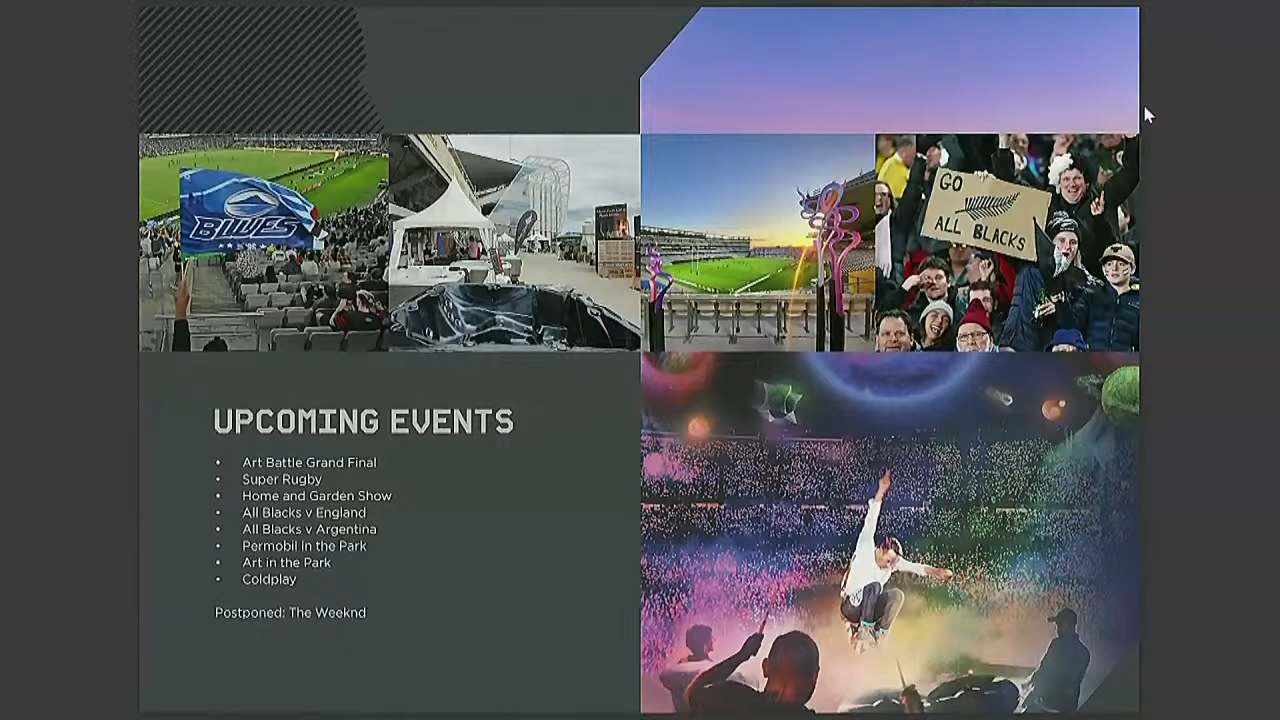 BLUES
GO
ALL BLACKS
UPCOMING EVENTS
• Art Battle Grand Final
• Super Rugby
• Home and Garden Show
• All Blacks v England
• All Blacks v Argentina
• Permobil in the Park
• Art in the Park
• Coldplay
Postponed: The Weeknd